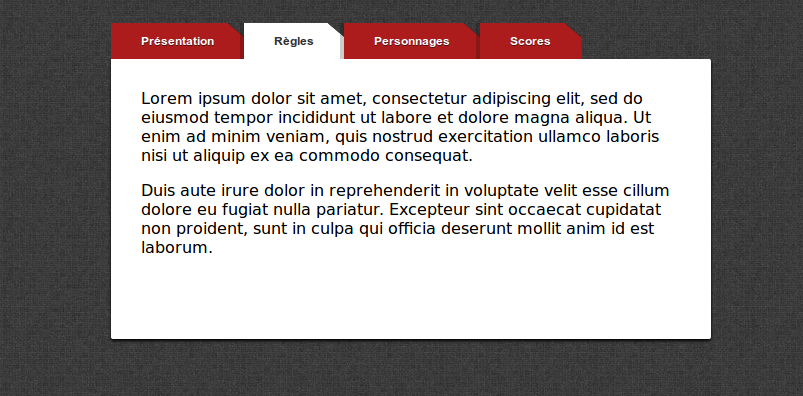 Présentation Règles Personnages Scores
Lorem ipsum dolor sit amet, consectetur adipiscing elit, sed do
eiusmod tempor incididunt ut labore et dolore magna aliqua. Ut
enim ad minim veniam, quis nostrud exercitation ullamco laboris
nisi ut aliquip ex ea commodo consequat.
Duis aute irure dolor in reprehenderit in voluptate velit esse cillum
dolore eu fugiat nulla pariatur. Excepteur sint occaecat cupidatat
non proident, sunt in culpa qui officia deserunt mollit anim id est
laborum.